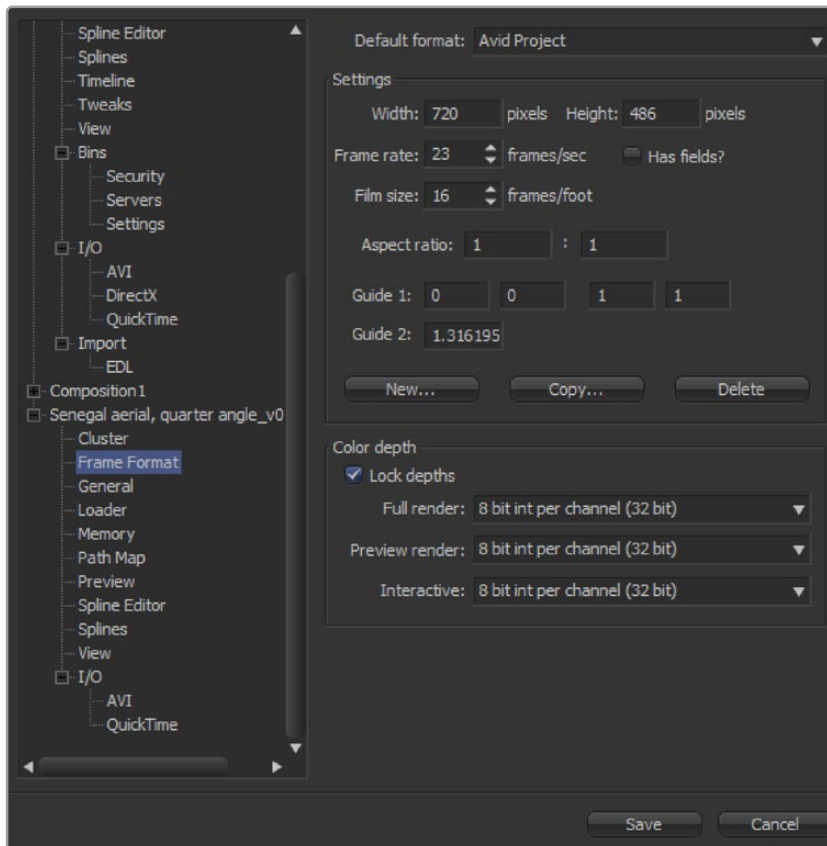 Spline Editor
Splines
Timeline
Tweaks
View
Bins
Security
Servers
Settings
I/O
AVI
DirectX
QuickTime
Import
EDL
Composition1
Senegal aerial, quarter angle_v0
Cluster
Frame Format
General
Loader
Memory
Path Map
Preview
Spline Editor
Splines
View
I/O
AVI
QuickTime
Default format: Avid Project
Settings
Width: 720 pixels Height: 486 pixels
Frame rate: 23 frames/sec Has fields?
Film size: 16 frames/foot
Aspect ratio: 1 : 1
Guide 1: 0 0 1 1
Guide 2: 1.316195
New... Copy... Delete
Color depth
Lock depths
Full render: 8 bit int per channel (32 bit)
Preview render: 8 bit int per channel (32 bit)
Interactive: 8 bit int per channel (32 bit)
Save Cancel